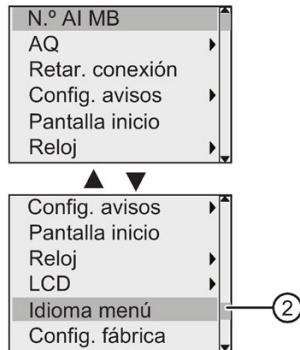 N.º AI MB
AQ
Retar. conexión
Config. avisos
Pantalla inicio
Reloj
Config. avisos
Pantalla inicio
Reloj
LCD
Idioma menú
2
Config. fábrica